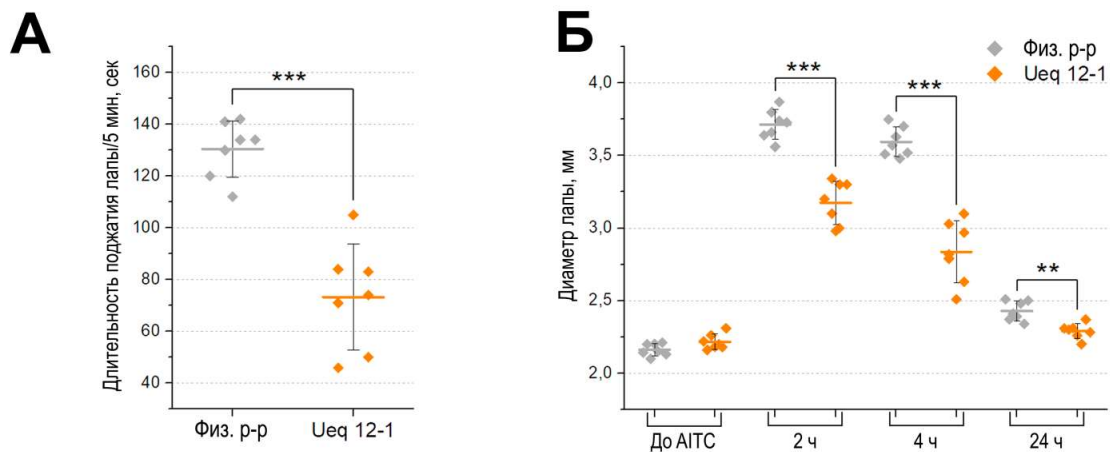 А
Длительность поджатия лапы/5 мин, сек
160
140
120
100
80
60
40
***
Физ. р-р
Ueq 12-1
Б
Диаметр лапы, мм
4,0
3,5
3,0
2,5
2,0
Физ. р-р
Ueq 12-1
***
***
**
До AITC
2 ч
4 ч
24 ч